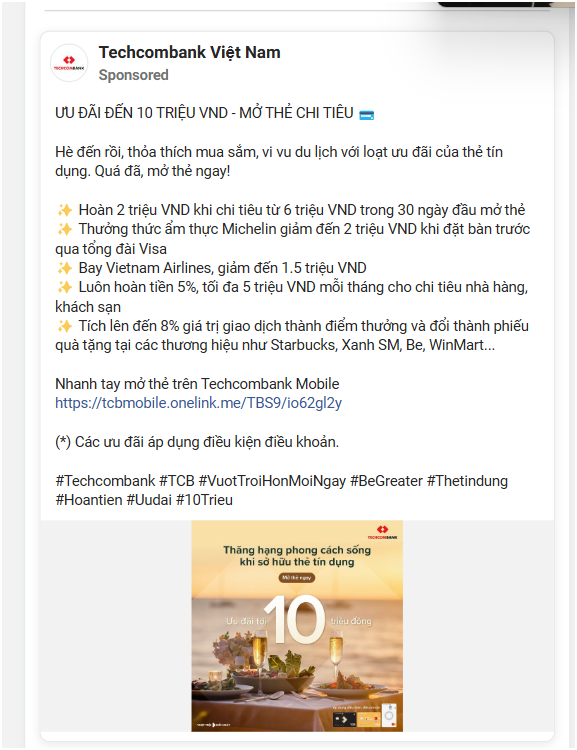 TECHCOMBANK
Techcombank Việt Nam
Sponsored
ƯU ĐÃI ĐẾN 10 TRIỆU VND - MỞ THẺ CHI TIÊU
Hè đến rồi, thỏa thích mua sắm, vi vu du lịch với loạt ưu đãi của thẻ tín
dụng. Quá đã, mở thẻ ngay!
✨ Hoàn 2 triệu VND khi chi tiêu từ 6 triệu VND trong 30 ngày đầu mở thẻ
✨ Thưởng thức ẩm thực Michelin giảm đến 2 triệu VND khi đặt bàn trước
qua tổng đài Visa
✨ Bay Vietnam Airlines, giảm đến 1.5 triệu VND
✨ Luôn hoàn tiền 5%, tối đa 5 triệu VND mỗi tháng cho chi tiêu nhà hàng,
khách sạn
✨ Tích lên đến 8% giá trị giao dịch thành điểm thưởng và đổi thành phiếu
quà tặng tại các thương hiệu như Starbucks, Xanh SM, Be, WinMart...
Nhanh tay mở thẻ trên Techcombank Mobile
https://tcbmobile.onelink.me/TBS9/io62gl2y
(*) Các ưu đãi áp dụng điều kiện điều khoản.
#Techcombank #TCB #VuotTroiHonMoiNgay #BeGreater #Thetindung
#Hoantien #Uudai #10Trieu
TECHCOMBANK
Thăng hạng phong cách sống
khi sở hữu thẻ tín dụng
Mở thẻ ngay
Ưu đãi tới 10 triệu đồng